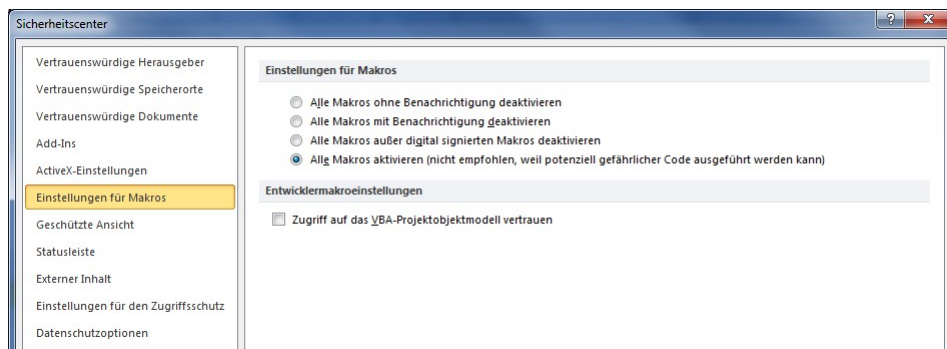 Sicherheitscenter
Vertrauenswürdige Herausgeber
Vertrauenswürdige Speicherorte
Vertrauenswürdige Dokumente
Add-Ins
ActiveX-Einstellungen
Einstellungen für Makros
Geschützte Ansicht
Statusleiste
Externer Inhalt
Einstellungen für den Zugriffsschutz
Datenschutzoptionen
Einstellungen für Makros
Alle Makros ohne Benachrichtigung deaktivieren
Alle Makros mit Benachrichtigung deaktivieren
Alle Makros außer digital signierten Makros deaktivieren
Alle Makros aktivieren (nicht empfohlen, weil potenziell gefährlicher Code ausgeführt werden kann)
Entwicklermakroeinstellungen
Zugriff auf das VBA-Projektobjektmodell vertrauen